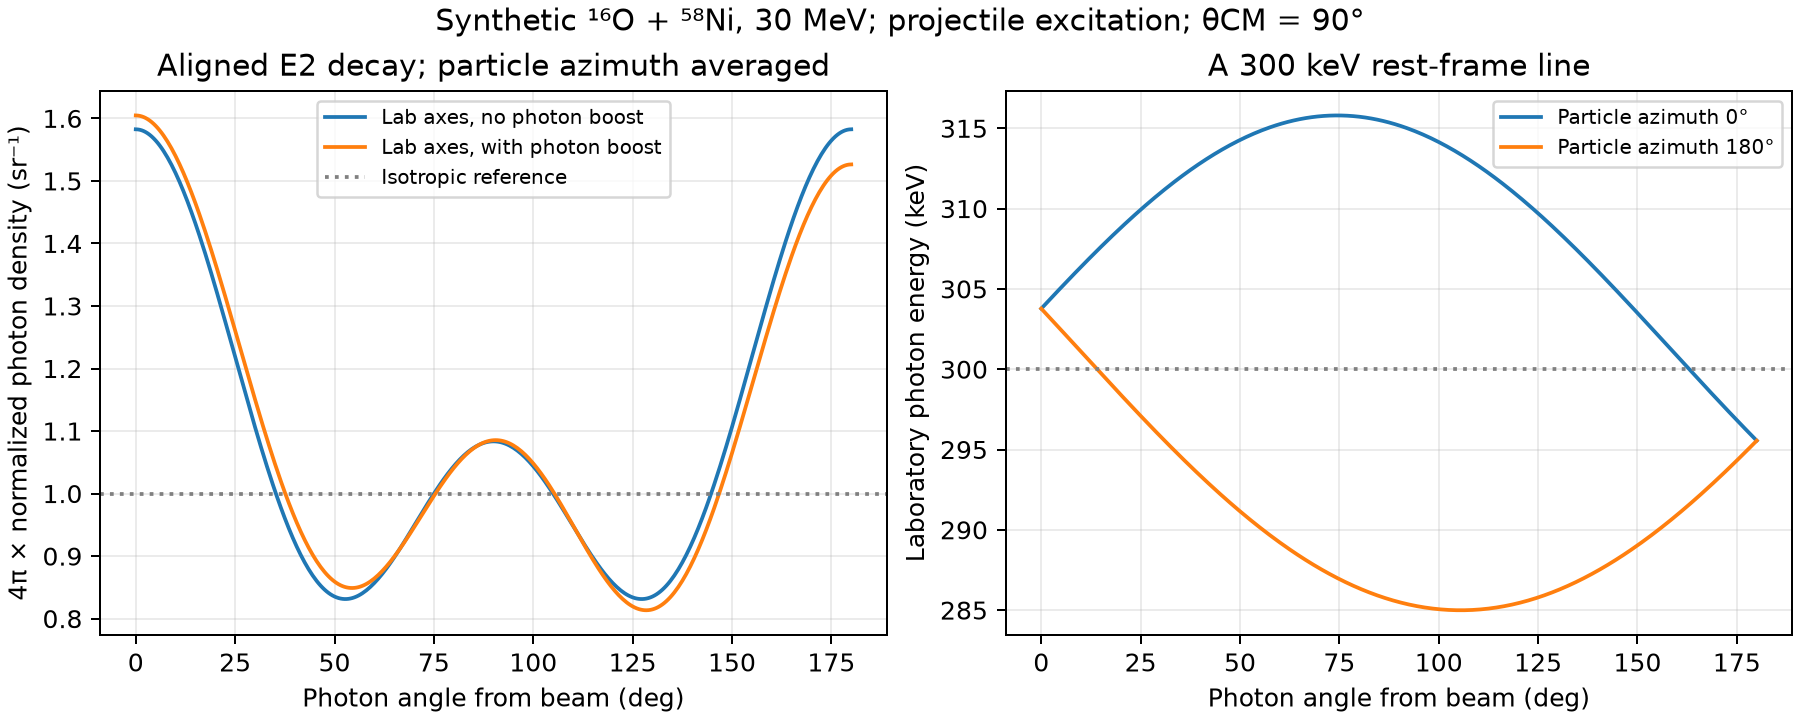 Synthetic ¹⁶O + ⁵⁸Ni, 30 MeV; projectile excitation; θCM = 90°
Aligned E2 decay; particle azimuth averaged
4π × normalized photon density (sr⁻¹)
1.6
1.5
1.4
1.3
1.2
1.1
1.0
0.9
0.8
Lab axes, no photon boost
Lab axes, with photon boost
Isotropic reference
0 25 50 75 100 125 150 175
Photon angle from beam (deg)
A 300 keV rest-frame line
Laboratory photon energy (keV)
315
310
305
300
295
290
285
Particle azimuth 0°
Particle azimuth 180°
0 25 50 75 100 125 150 175
Photon angle from beam (deg)